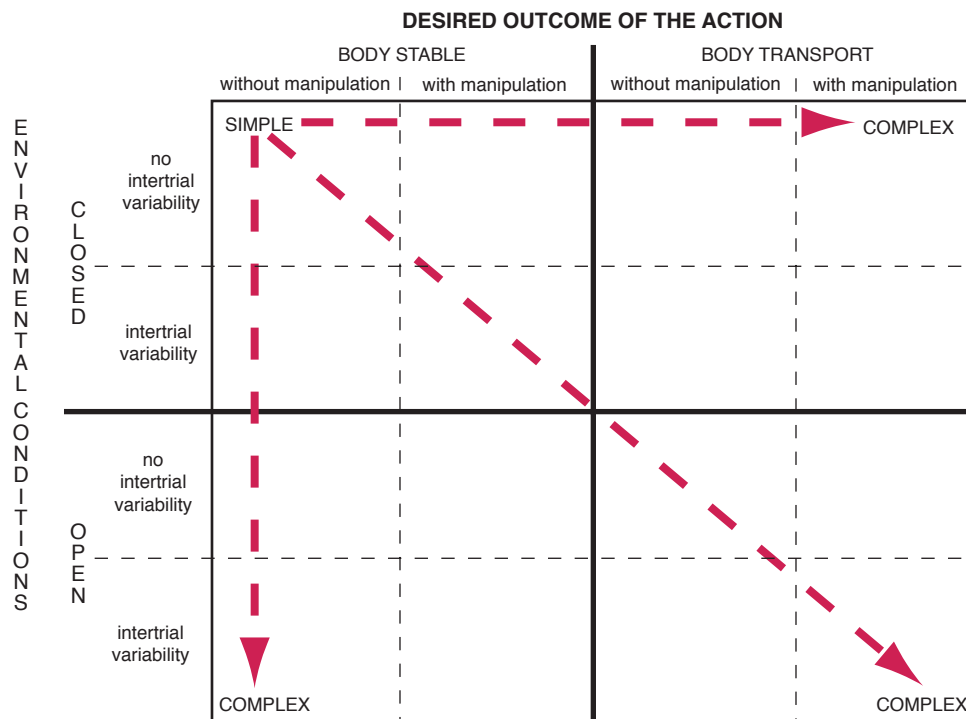 DESIRED OUTCOME OF THE ACTION
BODY STABLE
BODY TRANSPORT
without manipulation
with manipulation
without manipulation
with manipulation
ENVIRONMENTAL CONDITIONS
CLOSED
no
intertrial
variability
SIMPLE
COMPLEX
intertrial
variability
OPEN
no
intertrial
variability
intertrial
variability
COMPLEX
COMPLEX